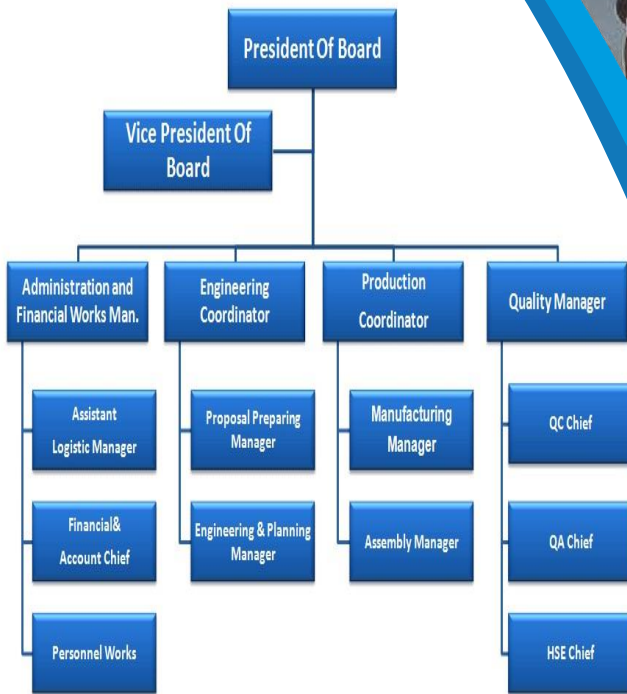 President Of Board
Vice President Of
Board
Administration and
Financial Works Man.
Engineering
Coordinator
Production
Coordinator
Quality Manager
Assistant
Logistic Manager
Proposal Preparing
Manager
Manufacturing
Manager
QC Chief
Financial&
Account Chief
Engineering & Planning
Manager
Assembly Manager
QA Chief
Personnel Works
HSE Chief